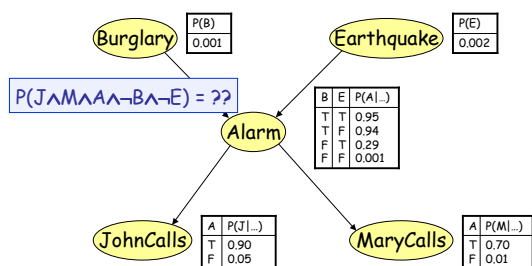 Burglary
P(B)
0.001
Earthquake
P(E)
0.002
P(J∧M∧A∧¬B∧¬E) = ??
Alarm
B E P(A|...)
T T 0.95
T F 0.94
F T 0.29
F F 0.001
JohnCalls
A P(J|...)
T 0.90
F 0.05
MaryCalls
A P(M|...)
T 0.70
F 0.01